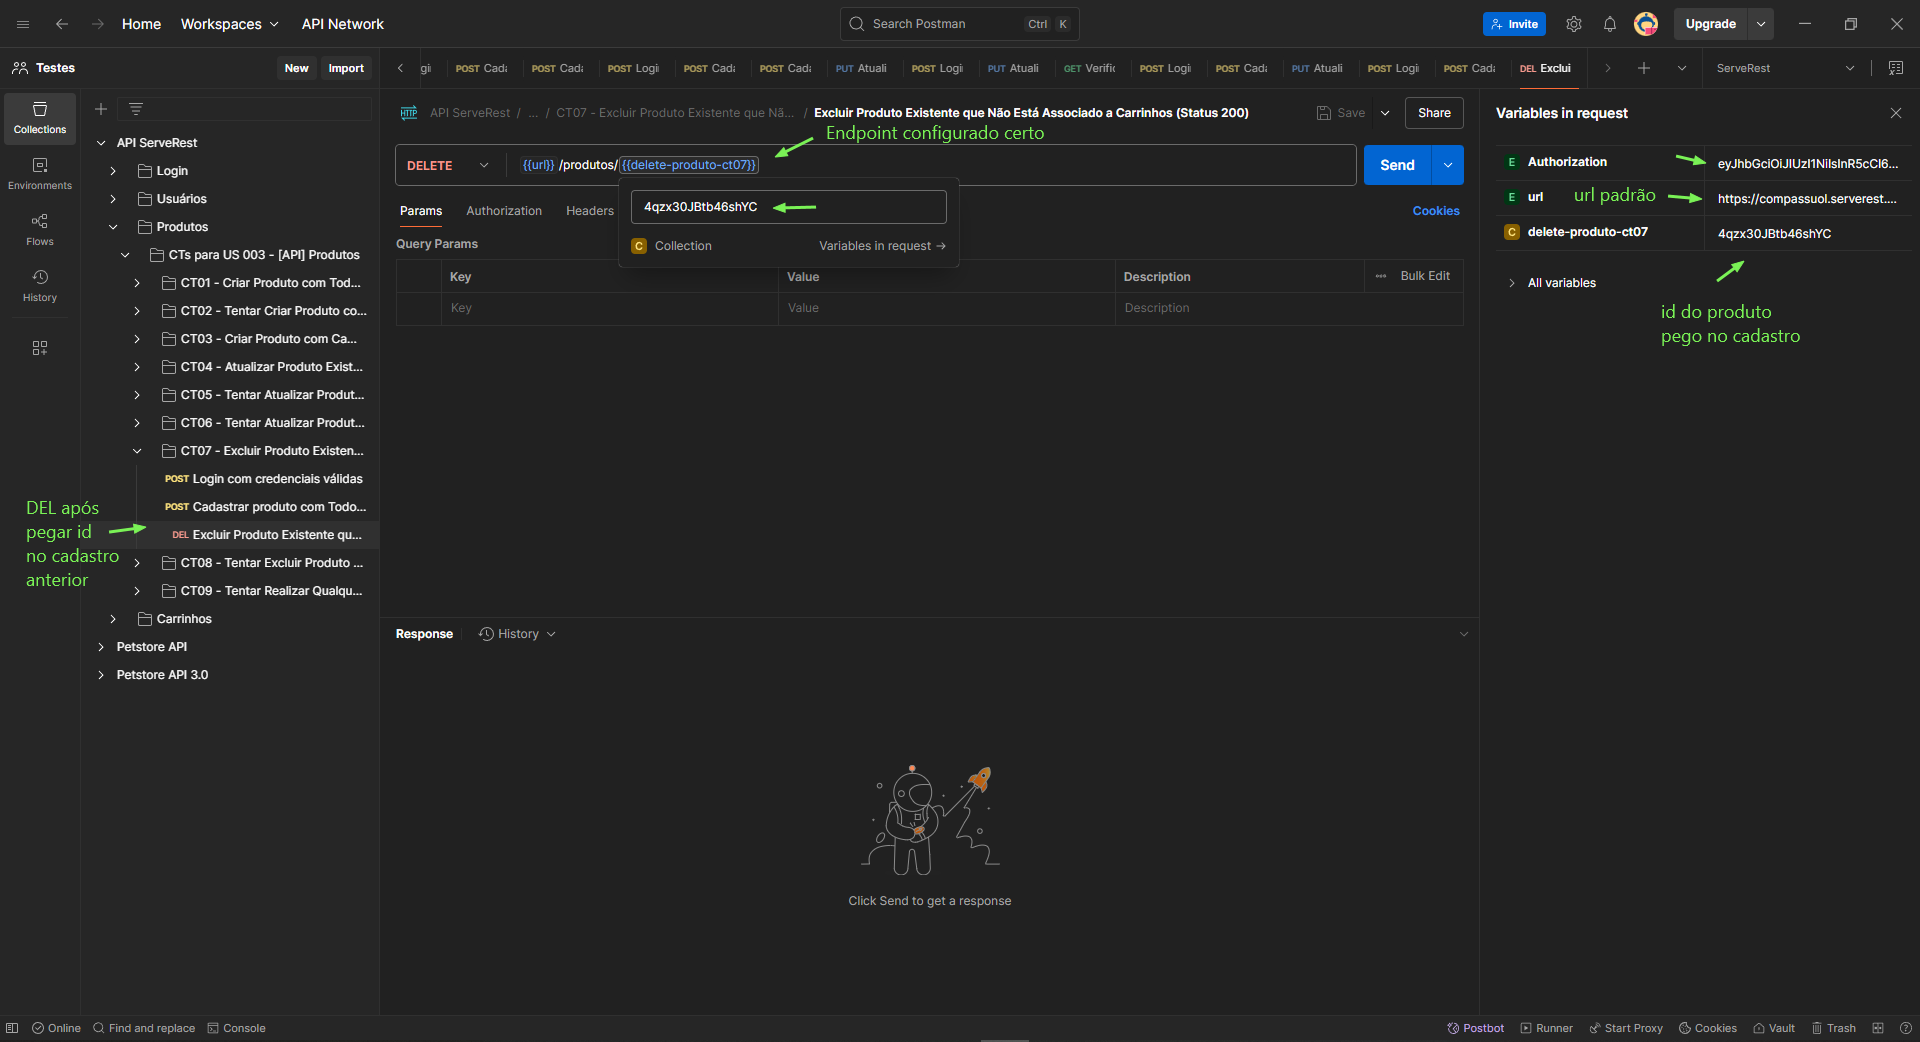 Home
Workspaces
API Network
Search Postman
Ctrl K
Invite
Upgrade
Testes
New
Import
POST Cada
POST Cada
POST Logi
POST Cada
POST Cada
PUT Atuali
POST Logi
PUT Atuali
GET Verific
POST Logi
POST Cada
PUT Atuali
POST Logi
POST Cada
DEL Exclui
ServeRest
Collections
Environments
Flows
History
API ServeRest
Login
Usuários
Produtos
CTs para US 003 - [API] Produtos
CT01 - Criar Produto com Tod...
CT02 - Tentar Criar Produto co...
CT03 - Criar Produto com Ca...
CT04 - Atualizar Produto Exist...
CT05 - Tentar Atualizar Produt...
CT06 - Tentar Atualizar Produt...
CT07 - Excluir Produto Existen...
POST Login com credenciais válidas
POST Cadastrar produto com Todo...
DEL Excluir Produto Existente qu...
CT08 - Tentar Excluir Produto ...
CT09 - Tentar Realizar Qualqu...
Carrinhos
Petstore API
Petstore API 3.0
DEL após
pegar id
no cadastro
anterior
HTTP
API ServeRest / ... / CT07 - Excluir Produto Existente que Nã... / Excluir Produto Existente que Não Está Associado a Carrinhos (Status 200)
Save
Share
Endpoint configurado certo
DELETE
{{url}} /produtos/ {{delete-produto-ct07}}
Send
4qzx30JBtb46shYC
C Collection
Variables in request →
Params
Authorization
Headers
Cookies
Query Params
Key
Value
Description
Bulk Edit
Key
Value
Description
Response
History
Click Send to get a response
Variables in request
E Authorization
eyJhbGciOiJIUzI1NiIsInR5cCI6...
E url
url padrão
https://compassuol.serverest....
C delete-produto-ct07
4qzx30JBtb46shYC
All variables
id do produto
pego no cadastro
Online
Find and replace
Console
Postbot
Runner
Start Proxy
Cookies
Vault
Trash